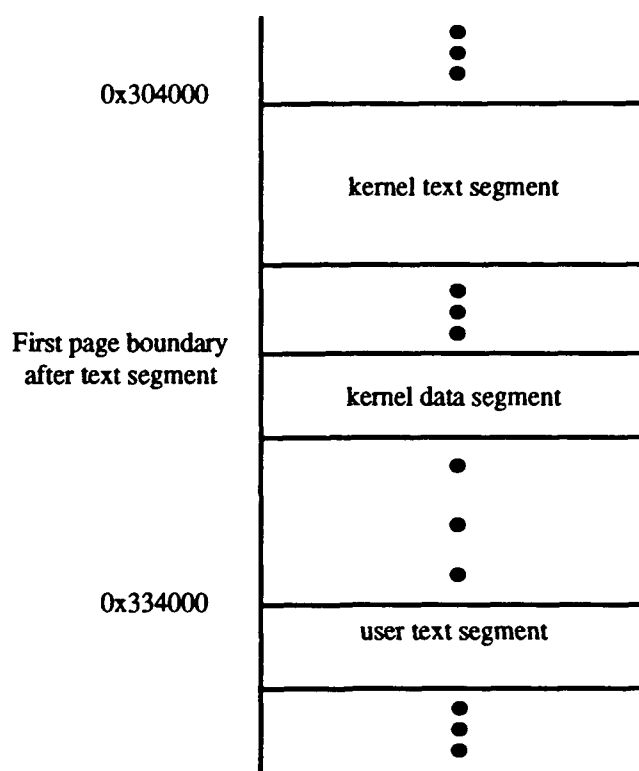 0x304000
kernel text segment
First page boundary
after text segment
kernel data segment
0x334000
user text segment